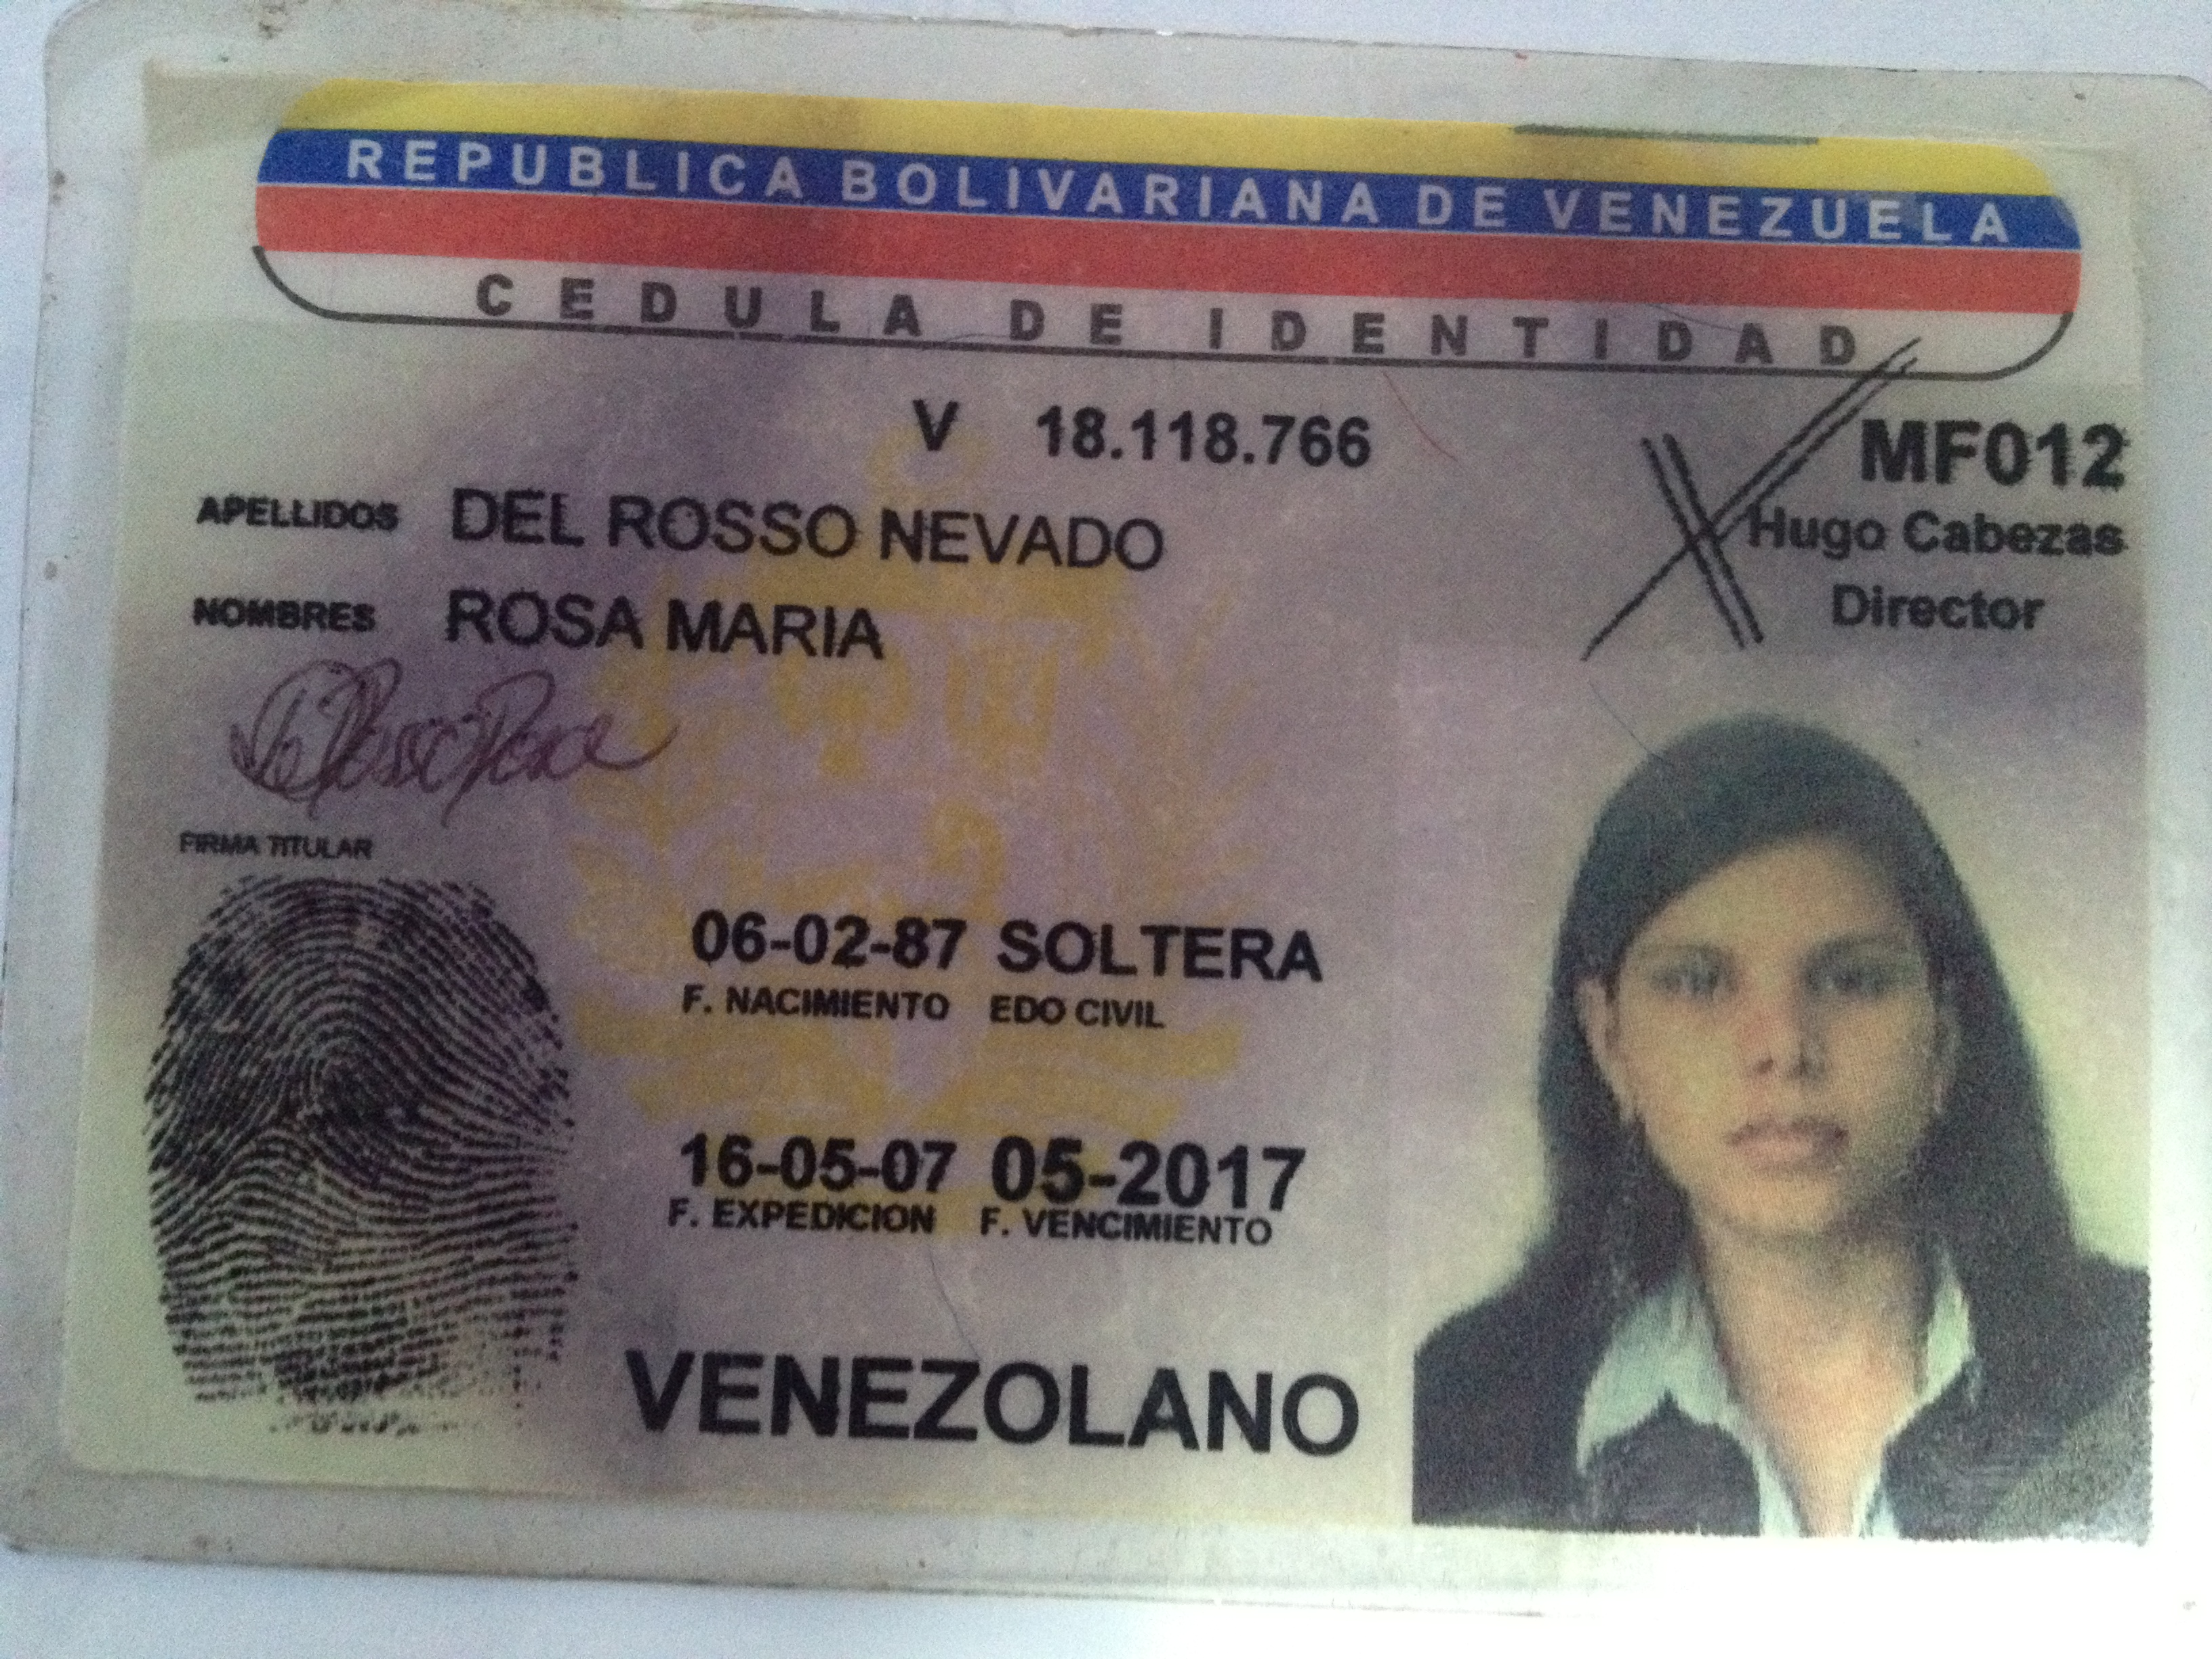 REPUBLICA BOLIVARIANA DE VENEZUELA
CEDULA DE IDENTIDAD
V 18.118.766
MF012
APELLIDOS DEL ROSSO NEVADO
Hugo Cabezas
NOMBRES ROSA MARIA
Director
FIRMA TITULAR
06-02-87 SOLTERA
F. NACIMIENTO EDO CIVIL
16-05-07 05-2017
F. EXPEDICION F. VENCIMIENTO
VENEZOLANO